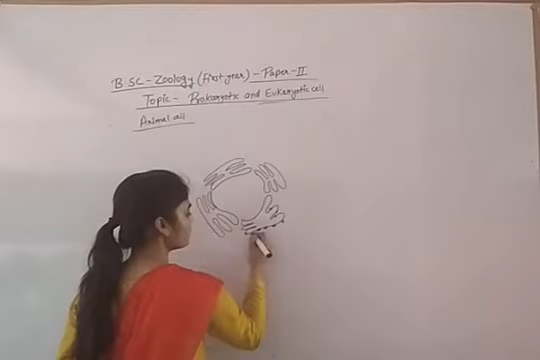 B SC - Zoology (First year) - Paper - II
Topic - Prokaryotic and Eukaryotic cell
Animal cell